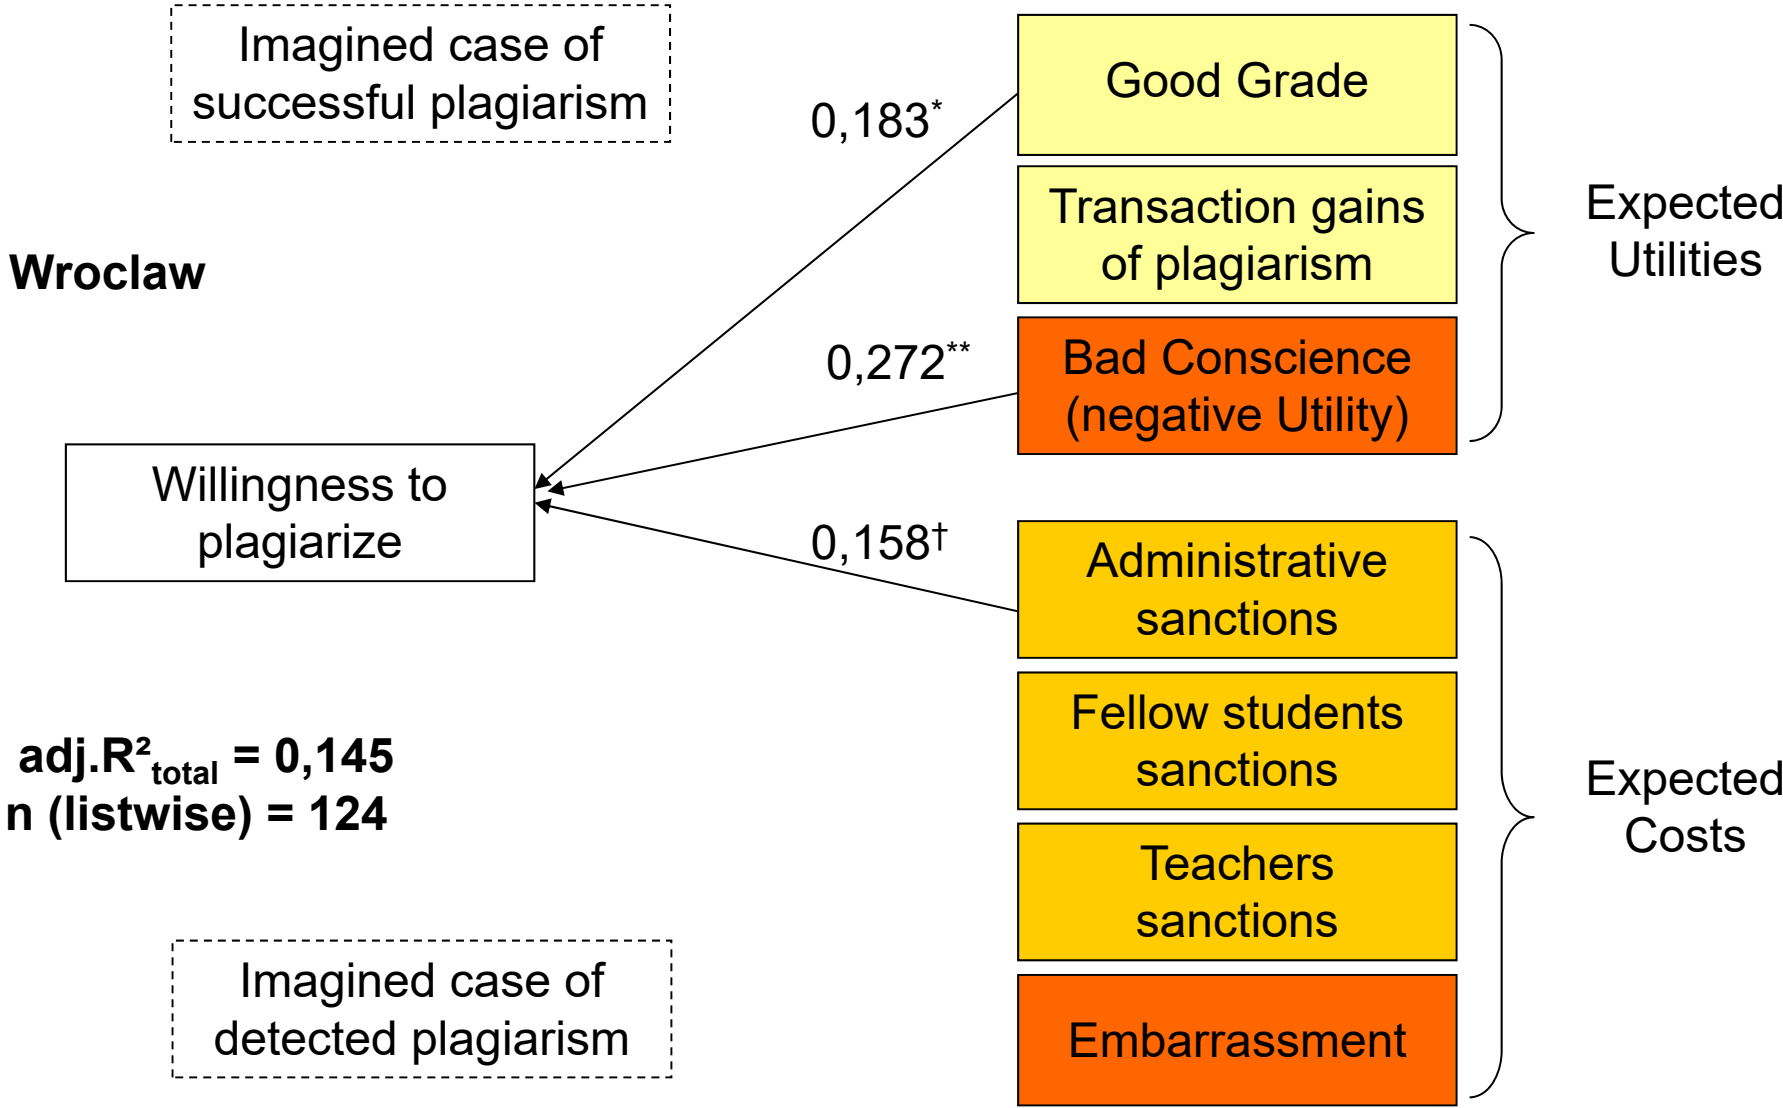 Imagined case of
successful plagiarism
Wroclaw
Willingness to
plagiarize
adj.R²total = 0,145
n (listwise) = 124
Imagined case of
detected plagiarism
0,183*
0,272**
0,158†
Good Grade
Transaction gains
of plagiarism
Bad Conscience
(negative Utility)
Administrative
sanctions
Fellow students
sanctions
Teachers
sanctions
Embarrassment
Expected
Utilities
Expected
Costs